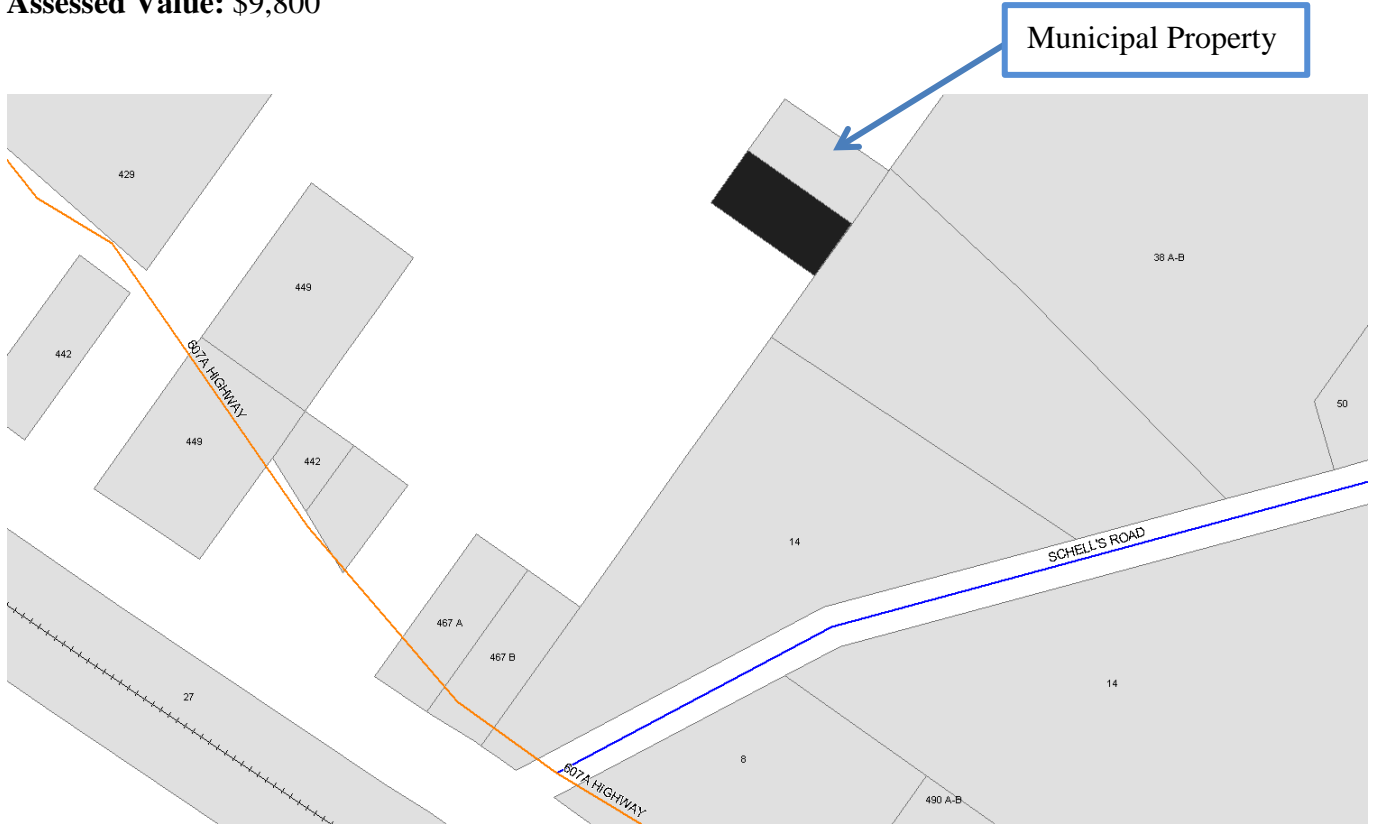 Assessed Value: $9,800
Municipal Property
429
38 A-B
449
442
50
607A HIGHWAY
449
442
14
SCHELL'S ROAD
467 A
467 B
14
27
8
607A HIGHWAY
490 A-B